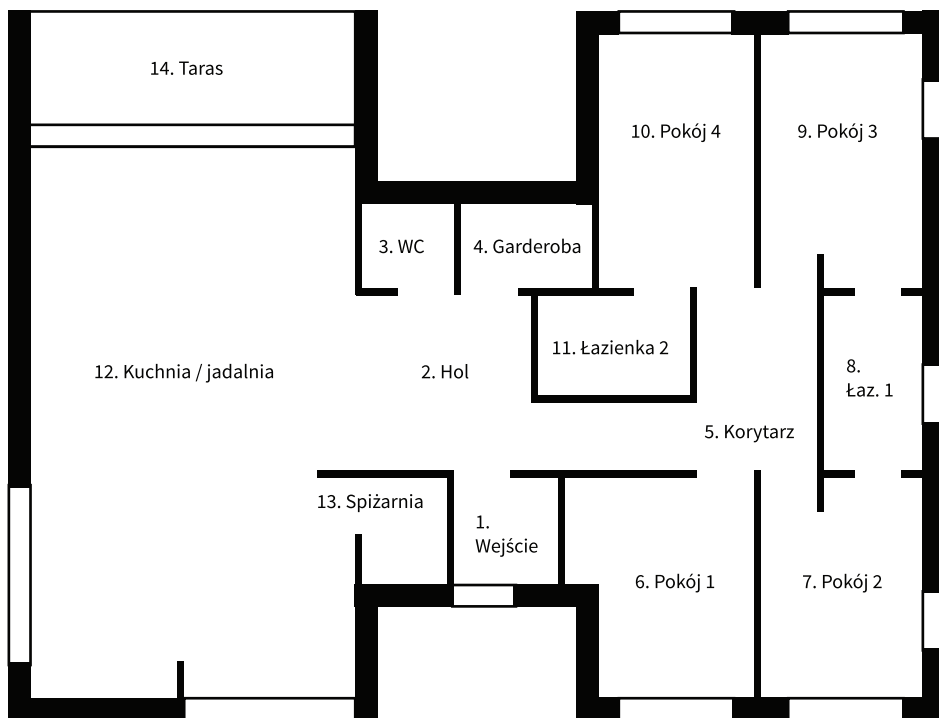 14. Taras
10. Pokój 4
9. Pokój 3
3. WC
4. Garderoba
11. Łazienka 2
12. Kuchnia / jadalnia
2. Hol
8.
Łaz. 1
5. Korytarz
13. Spiżarnia
1.
Wejście
6. Pokój 1
7. Pokój 2